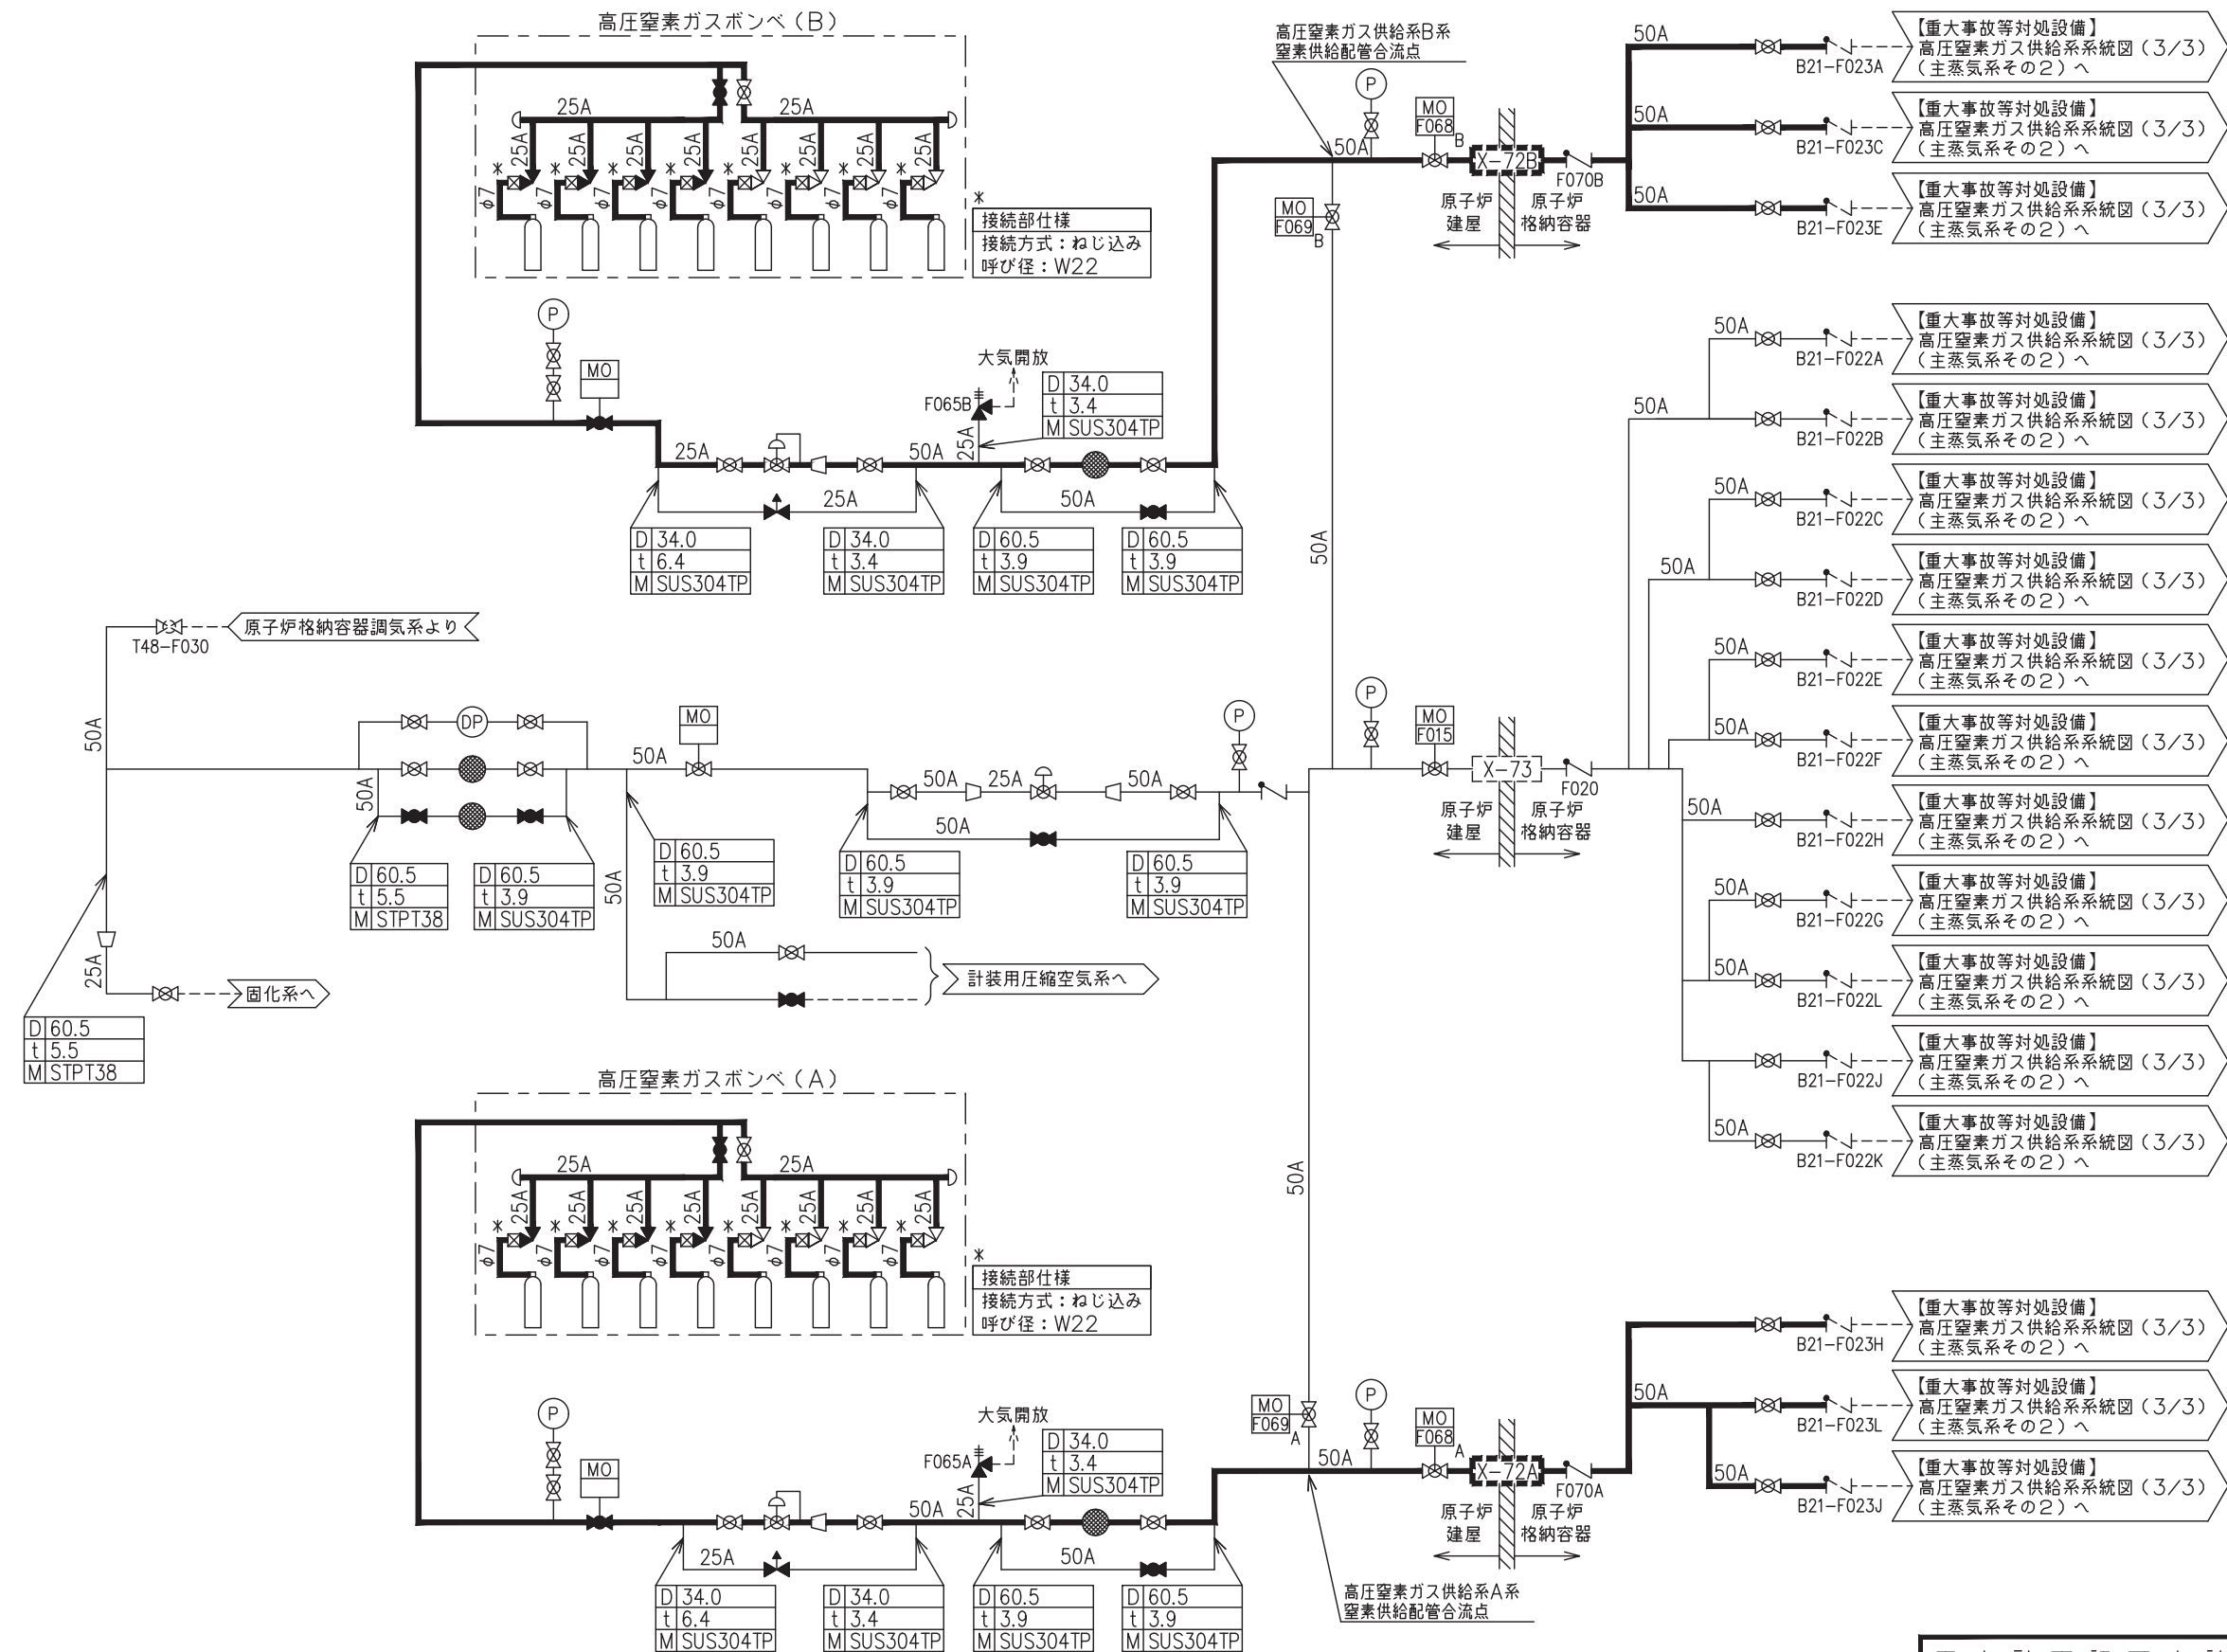 高圧窒素ガスボンベ(B)
25A
25A
25A
25A
25A
25A
25A
25A
25A
25A
*
*
*
*
*
*
*
*
φ7
φ7
φ7
φ7
φ7
φ7
φ7
φ7
*
接続部仕様
接続方式:ねじ込み
呼び径:W22
P
MO
大気開放
F065B
25A
D 34.0
t 3.4
M SUS304TP
25A
50A
25A
50A
D 34.0
t 6.4
M SUS304TP
D 34.0
t 3.4
M SUS304TP
D 60.5
t 3.9
M SUS304TP
D 60.5
t 3.9
M SUS304TP
高圧窒素ガス供給系B系
窒素供給配管合流点
P
50A
MO
F068
B
X-72B
F070B
原子炉
建屋
原子炉
格納容器
MO
F069
B
50A
50A
B21-F023A
【重大事故等対処設備】
高圧窒素ガス供給系系統図(3/3)
(主蒸気系その2)へ
50A
B21-F023C
【重大事故等対処設備】
高圧窒素ガス供給系系統図(3/3)
(主蒸気系その2)へ
50A
B21-F023E
【重大事故等対処設備】
高圧窒素ガス供給系系統図(3/3)
(主蒸気系その2)へ
50A
B21-F022A
【重大事故等対処設備】
高圧窒素ガス供給系系統図(3/3)
(主蒸気系その2)へ
50A
B21-F022B
【重大事故等対処設備】
高圧窒素ガス供給系系統図(3/3)
(主蒸気系その2)へ
50A
B21-F022C
【重大事故等対処設備】
高圧窒素ガス供給系系統図(3/3)
(主蒸気系その2)へ
50A
B21-F022D
【重大事故等対処設備】
高圧窒素ガス供給系系統図(3/3)
(主蒸気系その2)へ
50A
B21-F022E
【重大事故等対処設備】
高圧窒素ガス供給系系統図(3/3)
(主蒸気系その2)へ
50A
B21-F022F
【重大事故等対処設備】
高圧窒素ガス供給系系統図(3/3)
(主蒸気系その2)へ
50A
B21-F022H
【重大事故等対処設備】
高圧窒素ガス供給系系統図(3/3)
(主蒸気系その2)へ
50A
B21-F022G
【重大事故等対処設備】
高圧窒素ガス供給系系統図(3/3)
(主蒸気系その2)へ
50A
B21-F022L
【重大事故等対処設備】
高圧窒素ガス供給系系統図(3/3)
(主蒸気系その2)へ
B21-F022J
【重大事故等対処設備】
高圧窒素ガス供給系系統図(3/3)
(主蒸気系その2)へ
50A
B21-F022K
【重大事故等対処設備】
高圧窒素ガス供給系系統図(3/3)
(主蒸気系その2)へ
T48-F030
原子炉格納容器調気系より
50A
DP
50A
50A
MO
50A
25A
50A
50A
P
P
MO
F015
X-73
F020
原子炉
建屋
原子炉
格納容器
D 60.5
t 5.5
M STPT38
D 60.5
t 3.9
M SUS304TP
D 60.5
t 3.9
M SUS304TP
50A
D 60.5
t 3.9
M SUS304TP
D 60.5
t 3.9
M SUS304TP
50A
計装用圧縮空気系へ
25A
固化系へ
D 60.5
t 5.5
M STPT38
高圧窒素ガスボンベ(A)
25A
25A
25A
25A
25A
25A
25A
25A
25A
25A
*
*
*
*
*
*
*
*
φ7
φ7
φ7
φ7
φ7
φ7
φ7
φ7
*
接続部仕様
接続方式:ねじ込み
呼び径:W22
P
MO
大気開放
F065A
25A
D 34.0
t 3.4
M SUS304TP
50A
25A
50A
D 34.0
t 6.4
M SUS304TP
D 34.0
t 3.4
M SUS304TP
D 60.5
t 3.9
M SUS304TP
D 60.5
t 3.9
M SUS304TP
50A
MO
F069
A
P
50A
MO
F068
A
X-72A
F070A
原子炉
建屋
原子炉
格納容器
高圧窒素ガス供給系A系
窒素供給配管合流点
B21-F023H
【重大事故等対処設備】
高圧窒素ガス供給系系統図(3/3)
(主蒸気系その2)へ
50A
B21-F023L
【重大事故等対処設備】
高圧窒素ガス供給系系統図(3/3)
(主蒸気系その2)へ
50A
B21-F023J
【重大事故等対処設備】
高圧窒素ガス供給系系統図(3/3)
(主蒸気系その2)へ